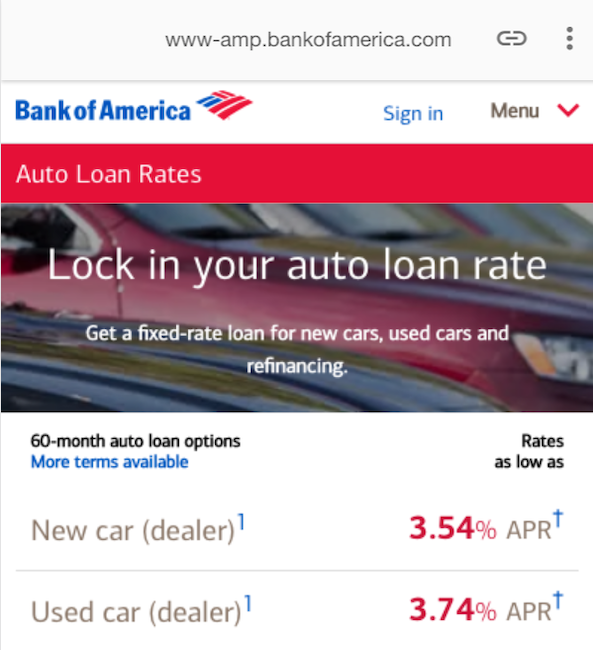 www-amp.bankofamerica.com
Bank of America
Sign in
Menu
Auto Loan Rates
Lock in your auto loan rate
Get a fixed-rate loan for new cars, used cars and
refinancing.
60-month auto loan options Rates
More terms available as low as
New car (dealer)1 3.54% APR†
Used car (dealer)1 3.74% APR†